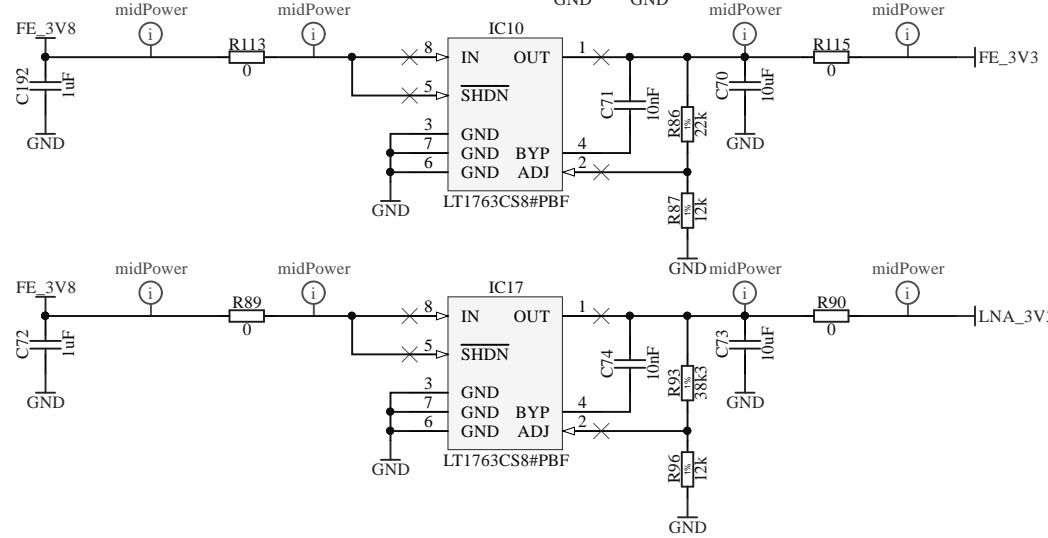 GND GND
midPower midPower midPower midPower
FE_3V8
i i i i
R113
0
IC10
R115
0
FE_3V3
C192
1uF
GND
8 IN OUT 1
5 SHDN
3 GND
7 GND BYP 4
6 GND ADJ 2
GND
LT1763CS8#PBF
C71
10nF
R86
1%
22k
C70
10uF
GND
R87
1%
12k
GND
midPower midPower midPower midPower
FE_3V8
i i i i
R89
0
IC17
R90
0
C72
1uF
GND
8 IN OUT 1
5 SHDN
3 GND
7 GND BYP 4
6 GND ADJ 2
GND
LT1763CS8#PBF
C74
10nF
R93
1%
38k3
C73
10uF
GND
R96
1%
12k
GND